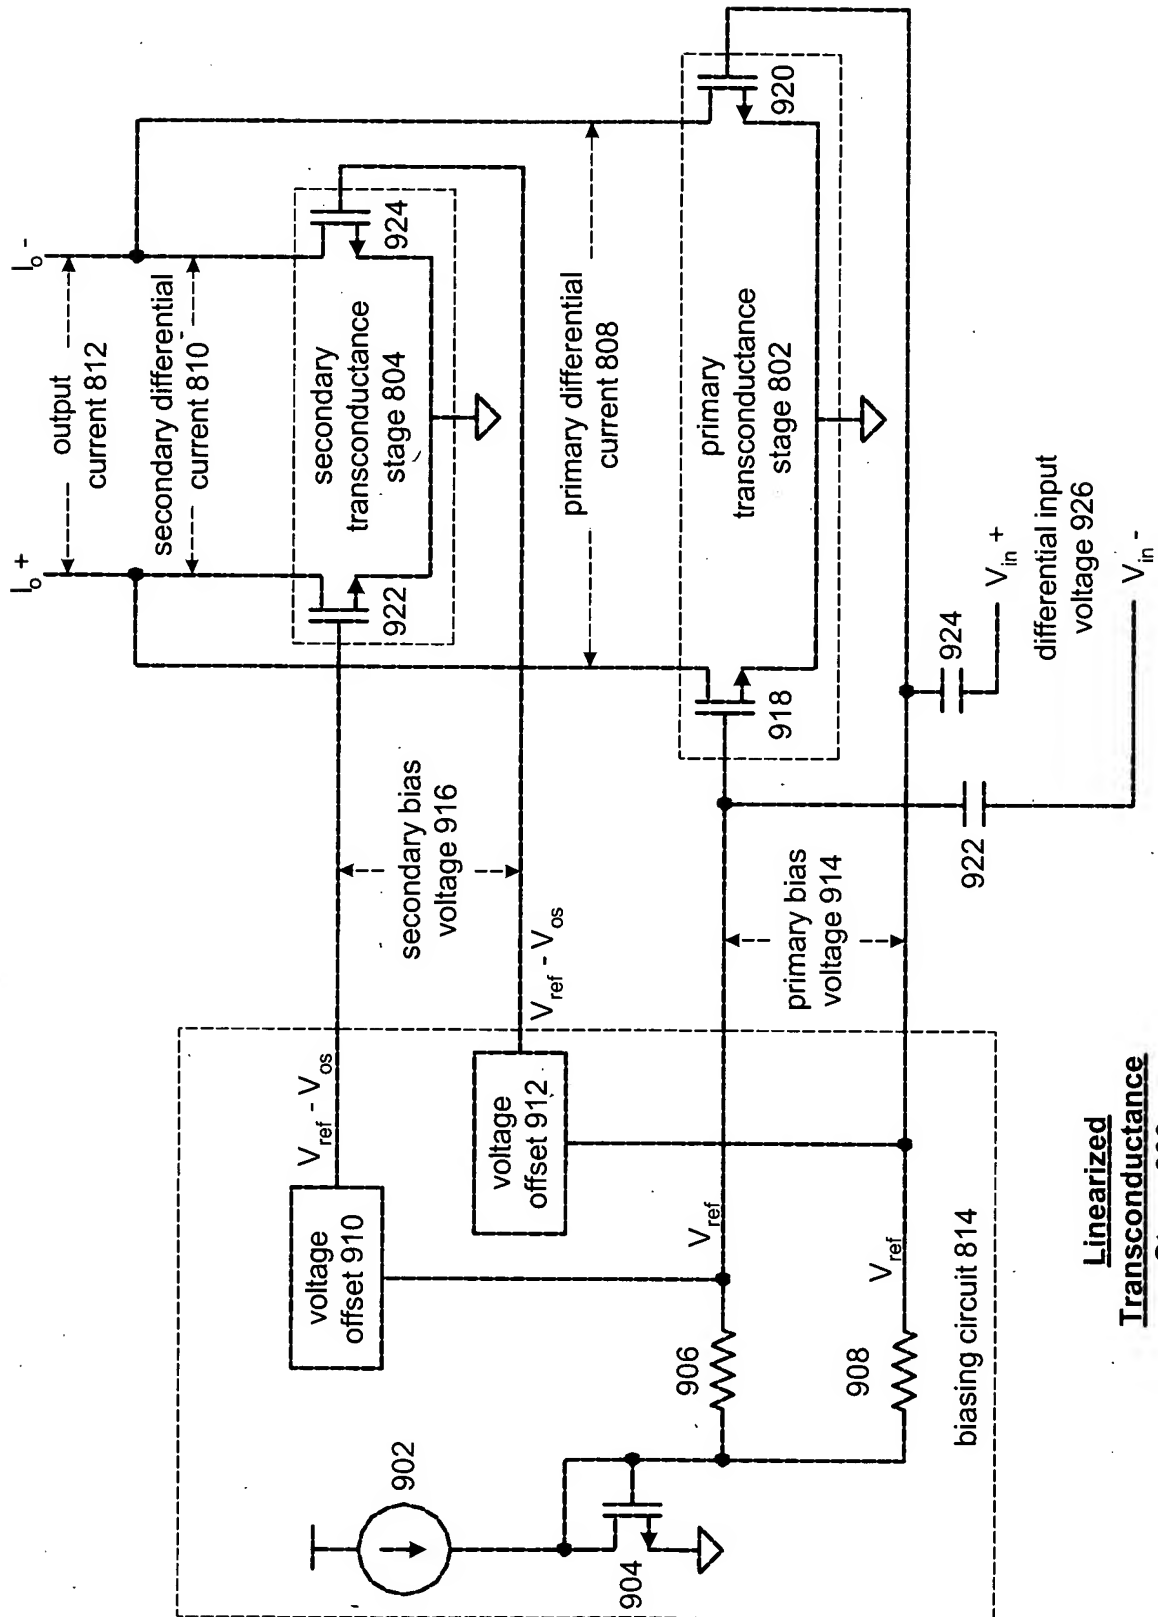 I_o +
output
current 812
I_o -
secondary differential
current 810
922
secondary
transconductance
stage 804
924
primary differential
current 808
918
primary
transconductance
stage 802
920
secondary bias
voltage 916
primary bias
voltage 914
922
924
V_in +
differential input
voltage 926
V_in -
voltage
offset 910
V_ref - V_os
voltage
offset 912
V_ref - V_os
V_ref
V_ref
902
904
906
908
biasing circuit 814
Linearized
Transconductance